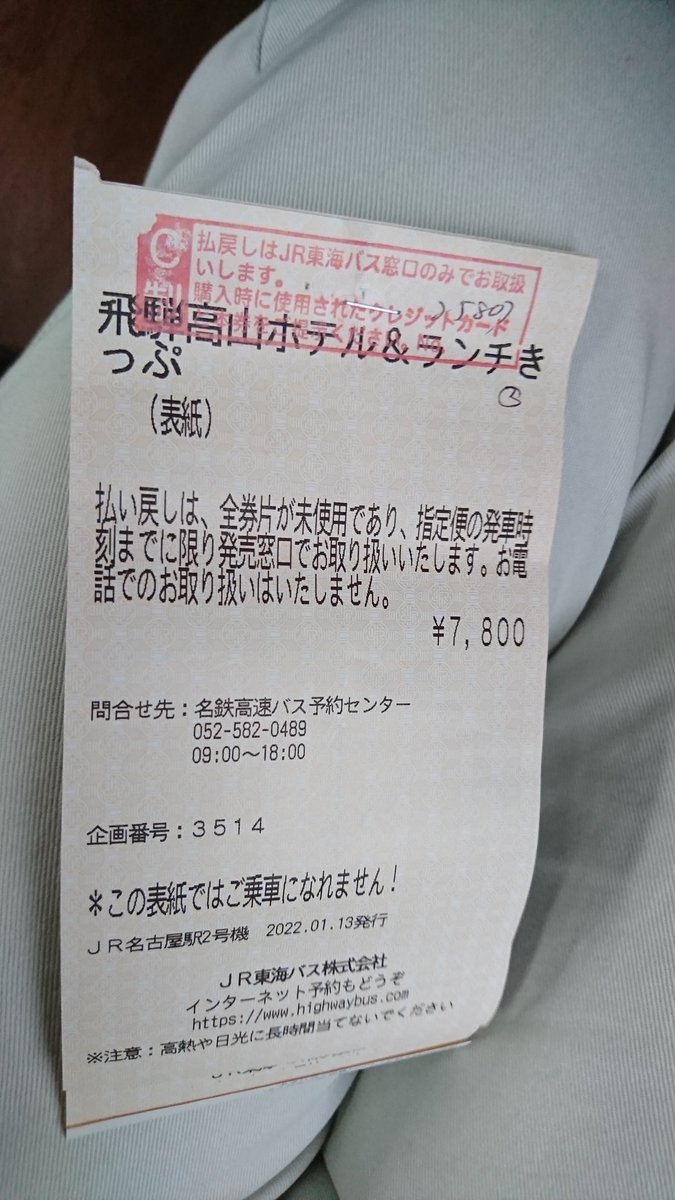 C制
払戻しはJR東海バス窓口のみでお取扱
いします。
購入時に使用されたクレジットカード
飛騨高山ホテル&ランチき
っぷ
(表紙)
払い戻しは、全券片が未使用であり、指定便の発車時
刻までに限り発売窓口でお取り扱いいたします。お電
話でのお取り扱いはいたしません。
¥7,800
問合せ先：名鉄高速バス予約センター
052-582-0489
09:00～18:00
企画番号：3514
*この表紙ではご乗車になれません！
JR名古屋駅2号機 2022.01.13発行
JR東海バス株式会社
インターネット予約もどうぞ
https://www.highwaybus.com
※注意：高熱や日光に長時間当てないでください